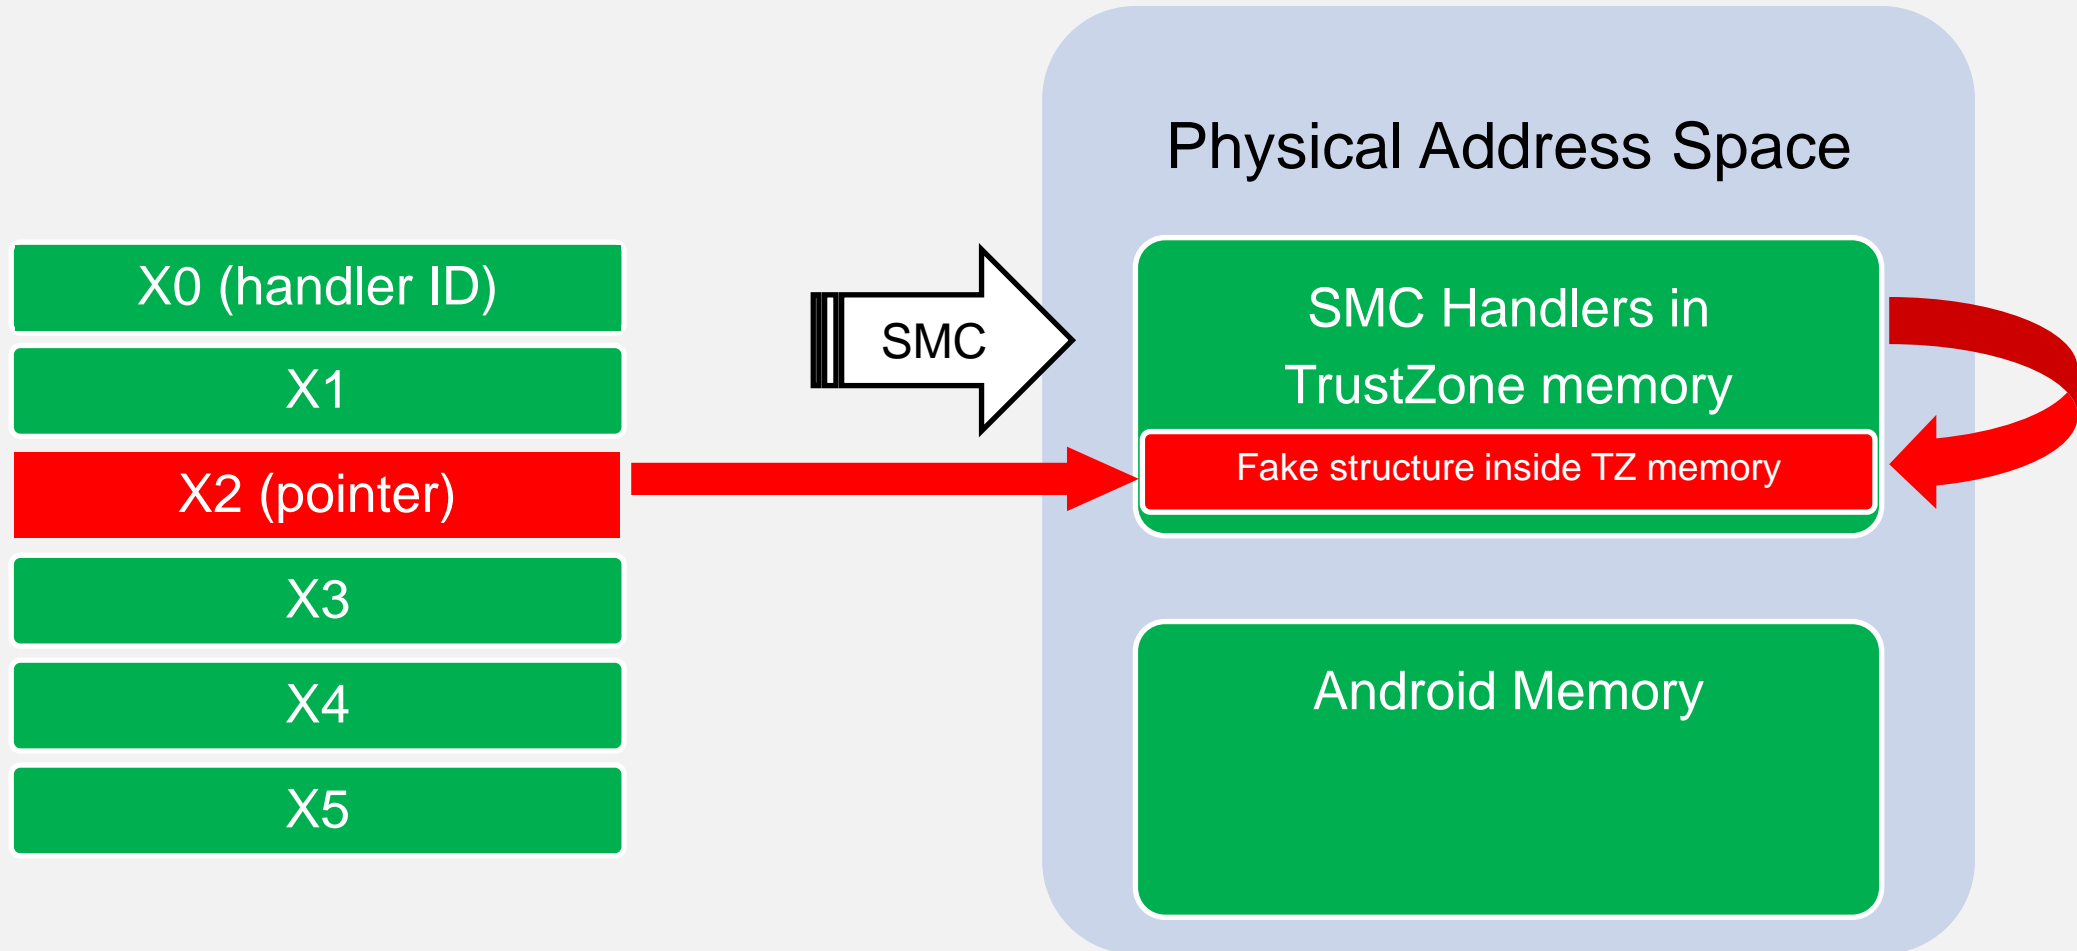 Physical Address Space
X0 (handler ID)
X1
X2 (pointer)
X3
X4
X5
SMC
SMC Handlers in
TrustZone memory
Fake structure inside TZ memory
Android Memory